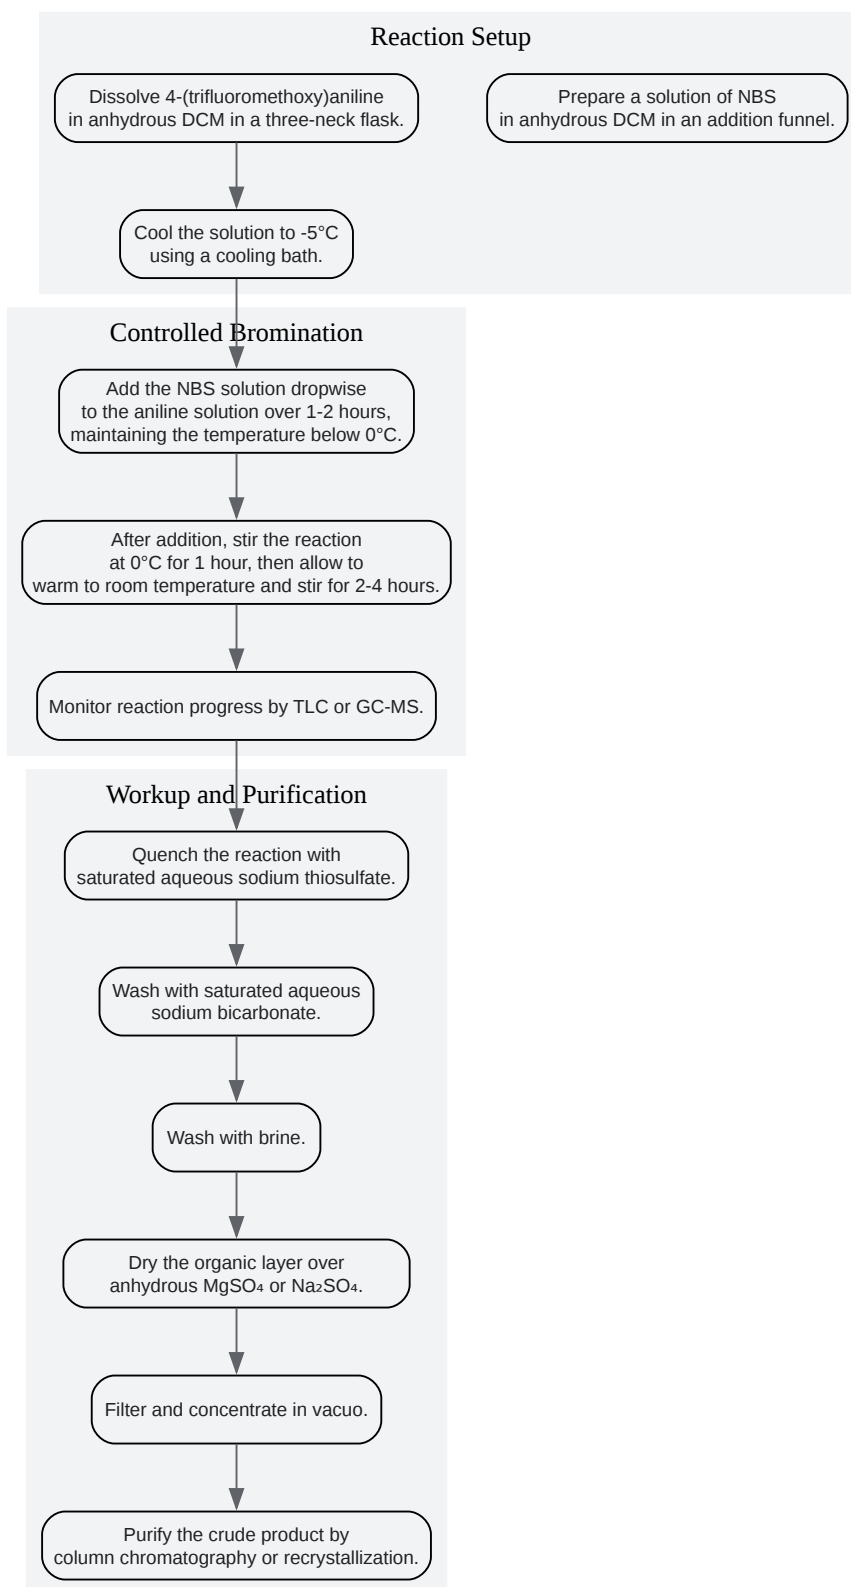 Reaction Setup
Dissolve 4-(trifluoromethoxy)aniline
in anhydrous DCM in a three-neck flask.
Prepare a solution of NBS
in anhydrous DCM in an addition funnel.
Cool the solution to -5°C
using a cooling bath.
Controlled Bromination
Add the NBS solution dropwise
to the aniline solution over 1-2 hours,
maintaining the temperature below 0°C.
After addition, stir the reaction
at 0°C for 1 hour, then allow to
warm to room temperature and stir for 2-4 hours.
Monitor reaction progress by TLC or GC-MS.
Workup and Purification
Quench the reaction with
saturated aqueous sodium thiosulfate.
Wash with saturated aqueous
sodium bicarbonate.
Wash with brine.
Dry the organic layer over
anhydrous MgSO₄ or Na₂SO₄.
Filter and concentrate in vacuo.
Purify the crude product by
column chromatography or recrystallization.